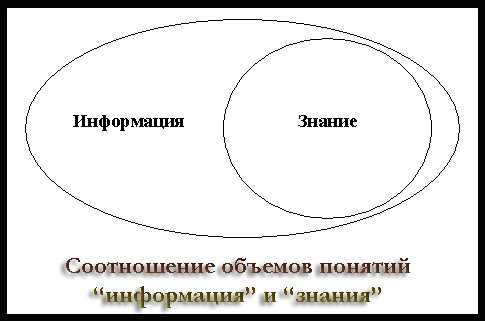 Информация Знание
Соотношение объемов понятий
“информация” и “знания”